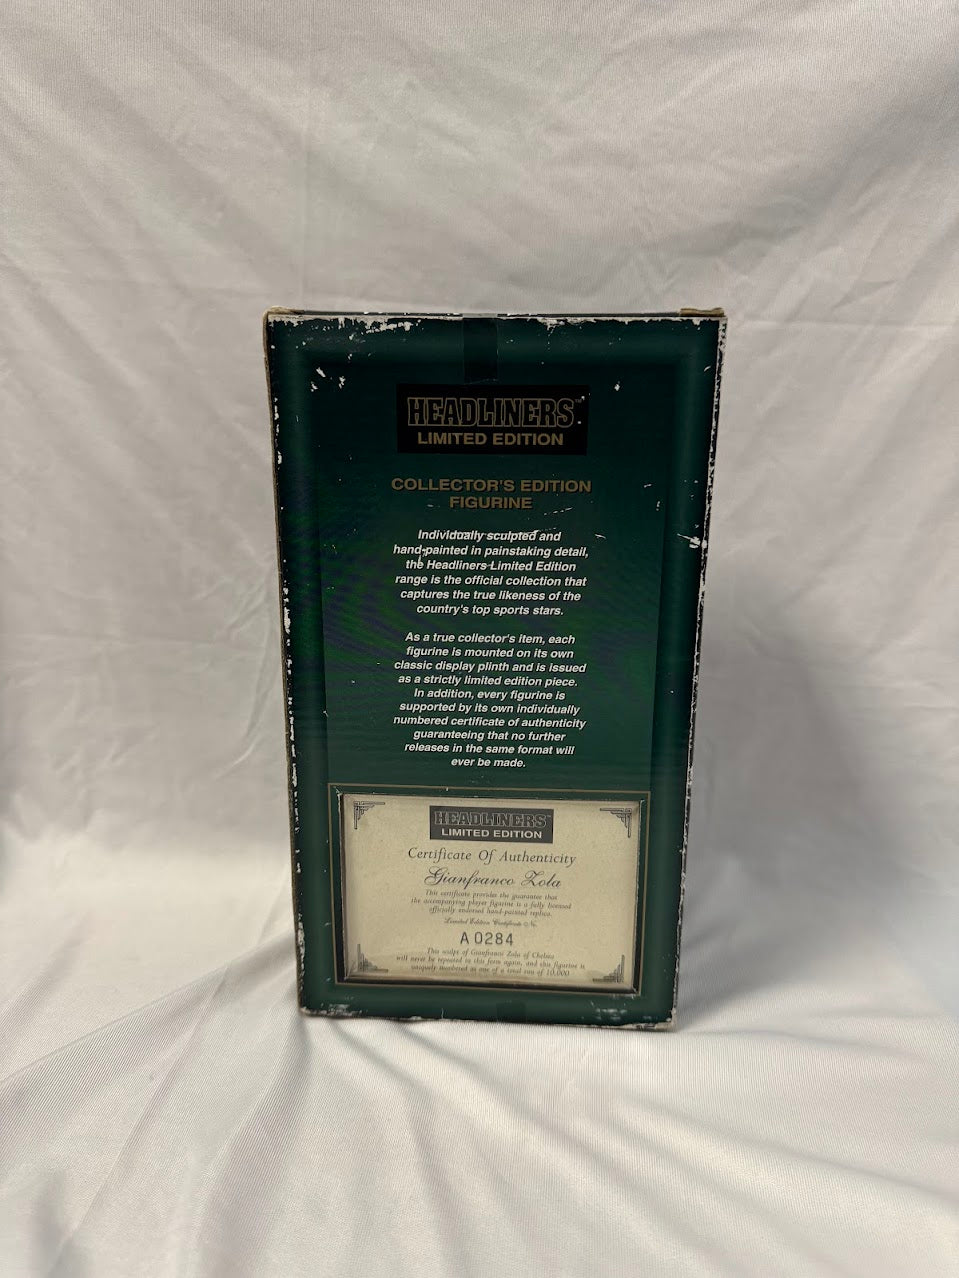 HEADLINERS™
LIMITED EDITION
COLLECTOR'S EDITION
FIGURINE
Individually sculpted and
hand-painted in painstaking detail,
the Headliners Limited Edition
range is the official collection that
captures the true likeness of the
country's top sports stars.
As a true collector's item, each
figurine is mounted on its own
classic display plinth and is issued
as a strictly limited edition piece.
In addition, every figurine is
supported by its own individually
numbered certificate of authenticity
guaranteeing that no further
releases in the same format will
ever be made.
HEADLINERS™
LIMITED EDITION
Certificate Of Authenticity
Gianfranco Zola
This certificate provides the guarantee that
the accompanying player figurine is a fully licensed
officially endorsed hand-painted replica.
Limited Edition Certificate No.
A0284
This sculpt of Gianfranco Zola of Chelsea
will never be repeated in this form again, and this figurine is
uniquely numbered as one of a total run of 10,000